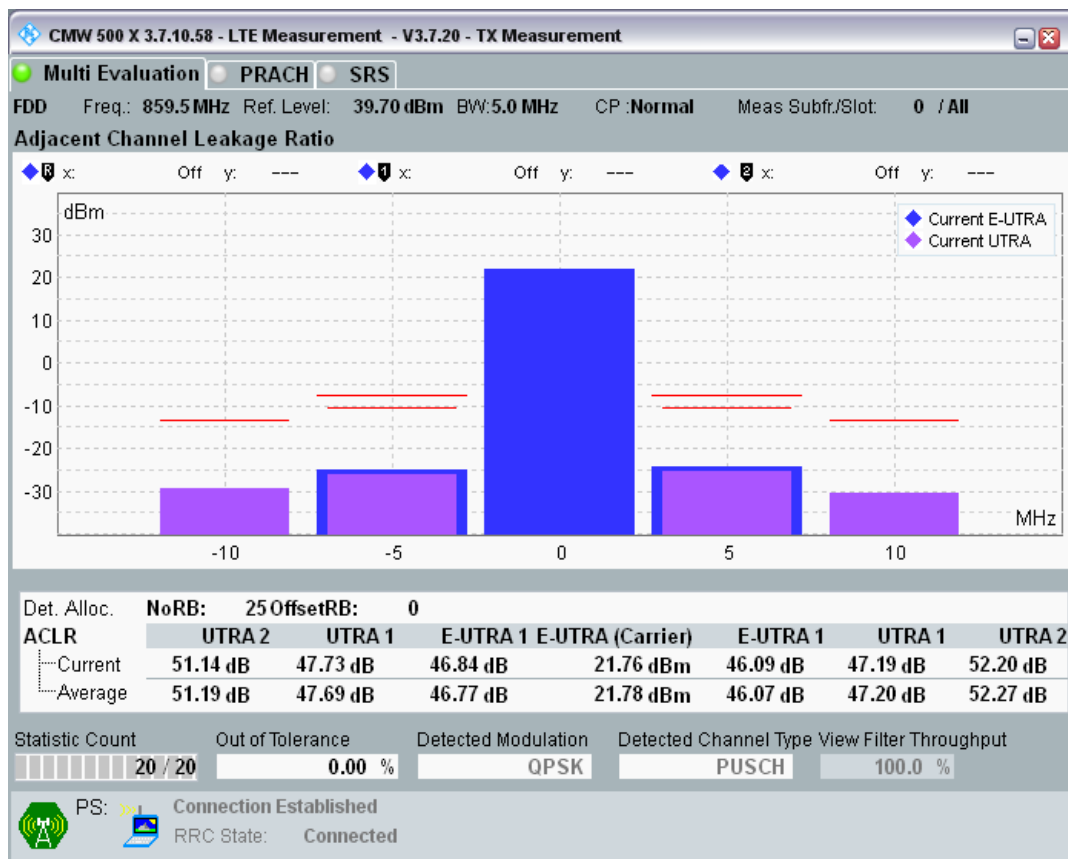 CMW 500 X 3.7.10.58 - LTE Measurement - V3.7.20 - TX Measurement
Multi Evaluation PRACH SRS
FDD Freq.: 859.5 MHz Ref. Level: 39.70 dBm BW:5.0 MHz CP :Normal Meas Subfr./Slot: 0 / All
Adjacent Channel Leakage Ratio
R x: Off y: --- 1 x: Off y: --- 2 x: Off y: ---
dBm
Current E-UTRA
Current UTRA
30
20
10
0
-10
-20
-30
MHz
-10 -5 0 5 10
Det. Alloc. NoRB: 25 OffsetRB: 0
ACLR UTRA 2 UTRA 1 E-UTRA 1 E-UTRA (Carrier) E-UTRA 1 UTRA 1 UTRA 2
Current 51.14 dB 47.73 dB 46.84 dB 21.76 dBm 46.09 dB 47.19 dB 52.20 dB
Average 51.19 dB 47.69 dB 46.77 dB 21.78 dBm 46.07 dB 47.20 dB 52.27 dB
Statistic Count Out of Tolerance Detected Modulation Detected Channel Type View Filter Throughput
20 / 20 0.00 % QPSK PUSCH 100.0 %
PS: Connection Established
RRC State: Connected